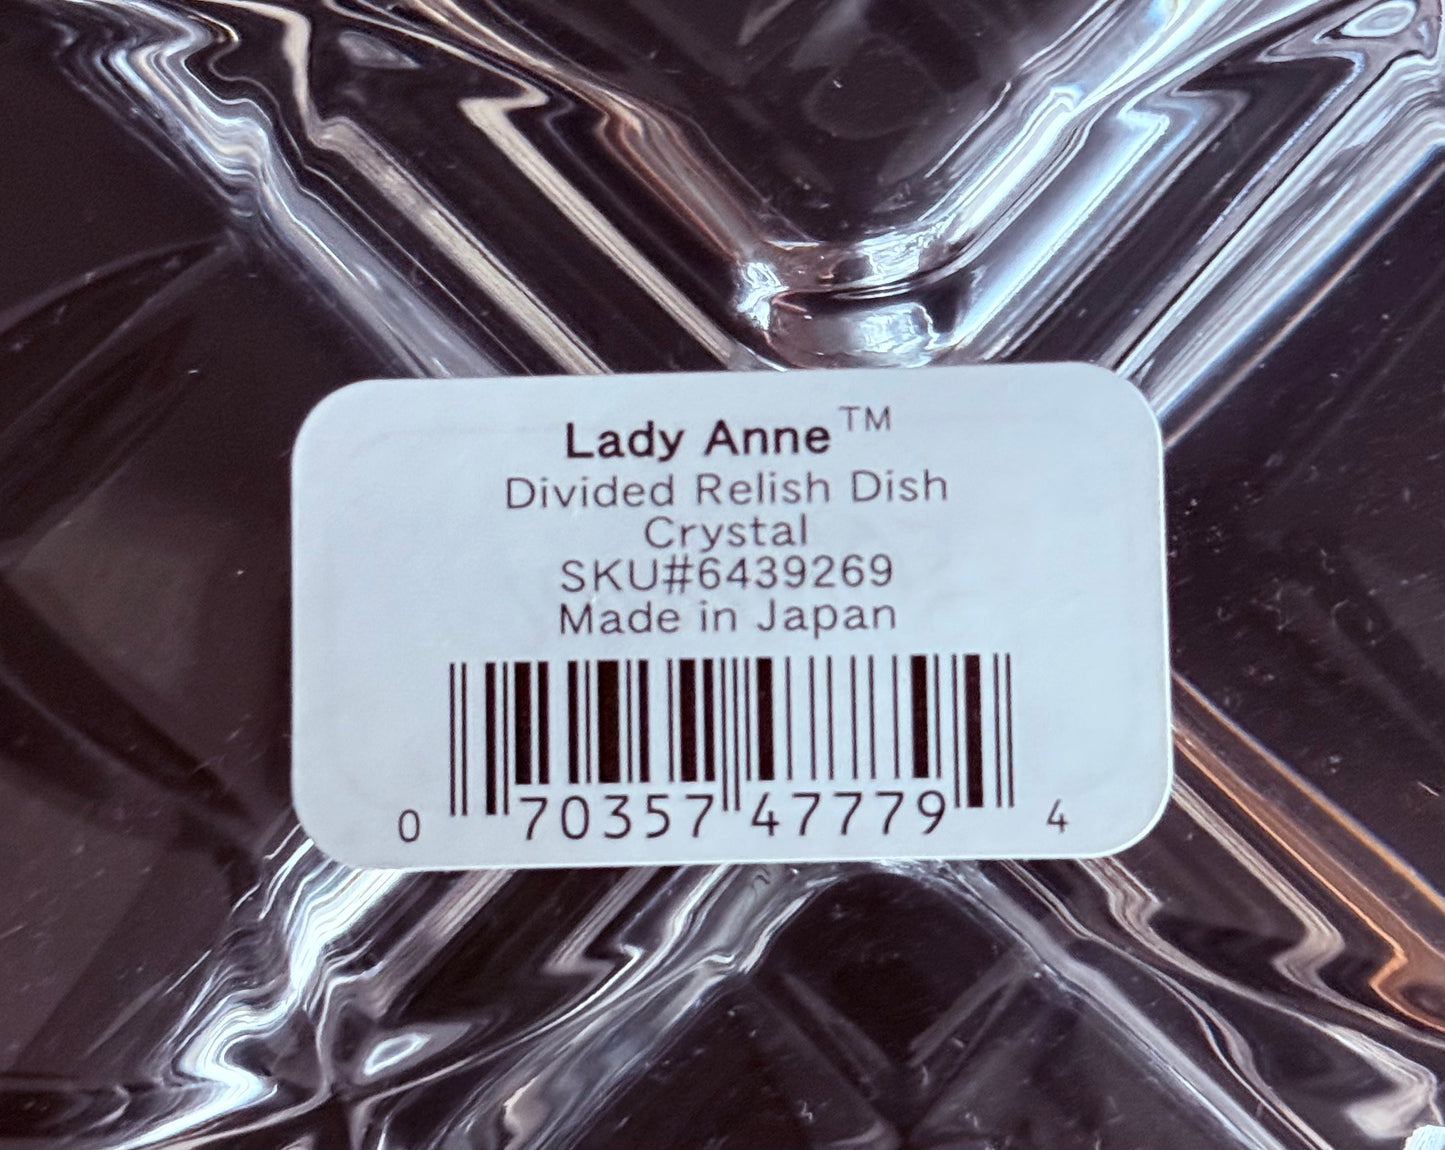 Lady Anne™
Divided Relish Dish
Crystal
SKU#6439269
Made in Japan
0 70357 47779 4